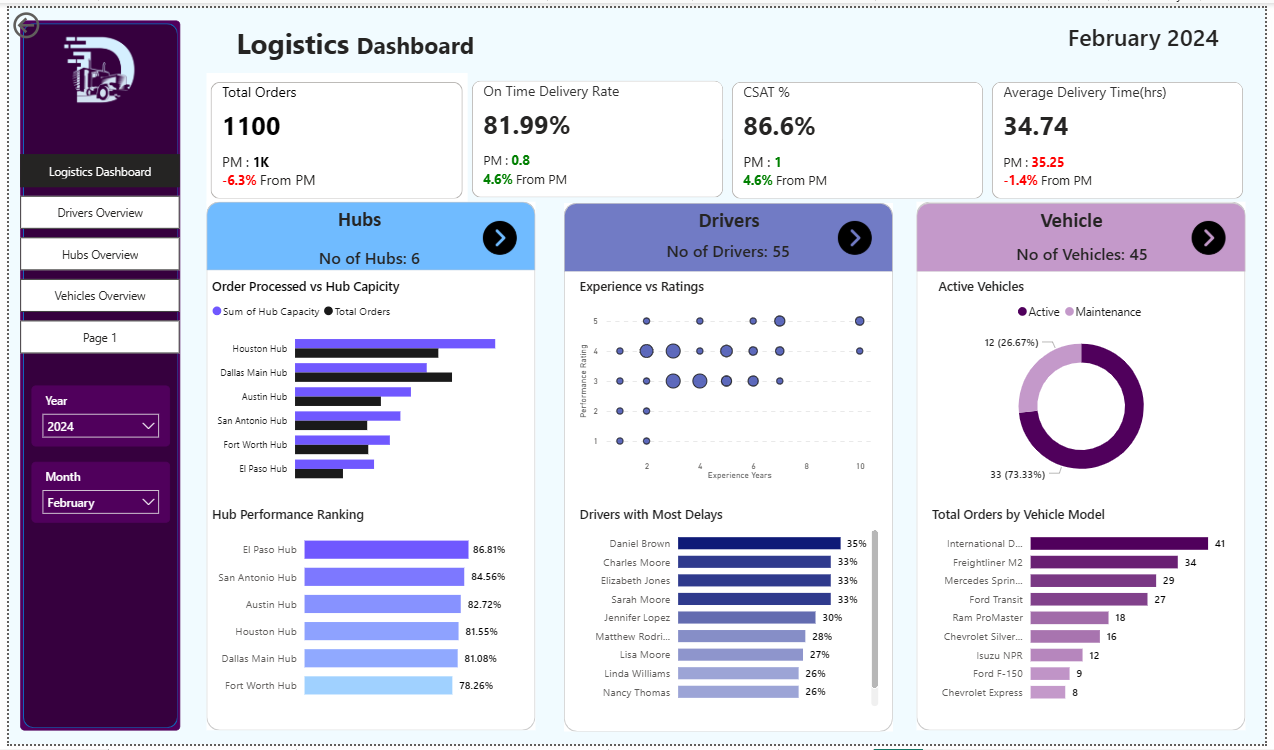 Logistics Dashboard
February 2024
Logistics Dashboard
Drivers Overview
Hubs Overview
Vehicles Overview
Page 1
Year
2024
Month
February
Total Orders
1100
PM : 1K
-6.3% From PM
On Time Delivery Rate
81.99%
PM : 0.8
4.6% From PM
CSAT %
86.6%
PM : 1
4.6% From PM
Average Delivery Time(hrs)
34.74
PM : 35.25
-1.4% From PM
Hubs
No of Hubs: 6
Order Processed vs Hub Capicity
Sum of Hub Capacity Total Orders
Houston Hub
Dallas Main Hub
Austin Hub
San Antonio Hub
Fort Worth Hub
El Paso Hub
Hub Performance Ranking
El Paso Hub 86.81%
San Antonio Hub 84.56%
Austin Hub 82.72%
Houston Hub 81.55%
Dallas Main Hub 81.08%
Fort Worth Hub 78.26%
Drivers
No of Drivers: 55
Experience vs Ratings
Performance Rating
5
4
3
2
1
2 4 6 8 10
Experience Years
Drivers with Most Delays
Daniel Brown 35%
Charles Moore 33%
Elizabeth Jones 33%
Sarah Moore 33%
Jennifer Lopez 30%
Matthew Rodri... 28%
Lisa Moore 27%
Linda Williams 26%
Nancy Thomas 26%
Vehicle
No of Vehicles: 45
Active Vehicles
Active Maintenance
12 (26.67%)
33 (73.33%)
Total Orders by Vehicle Model
International D... 41
Freightliner M2 34
Mercedes Sprin... 29
Ford Transit 27
Ram ProMaster 18
Chevrolet Silver... 16
Isuzu NPR 12
Ford F-150 9
Chevrolet Express 8